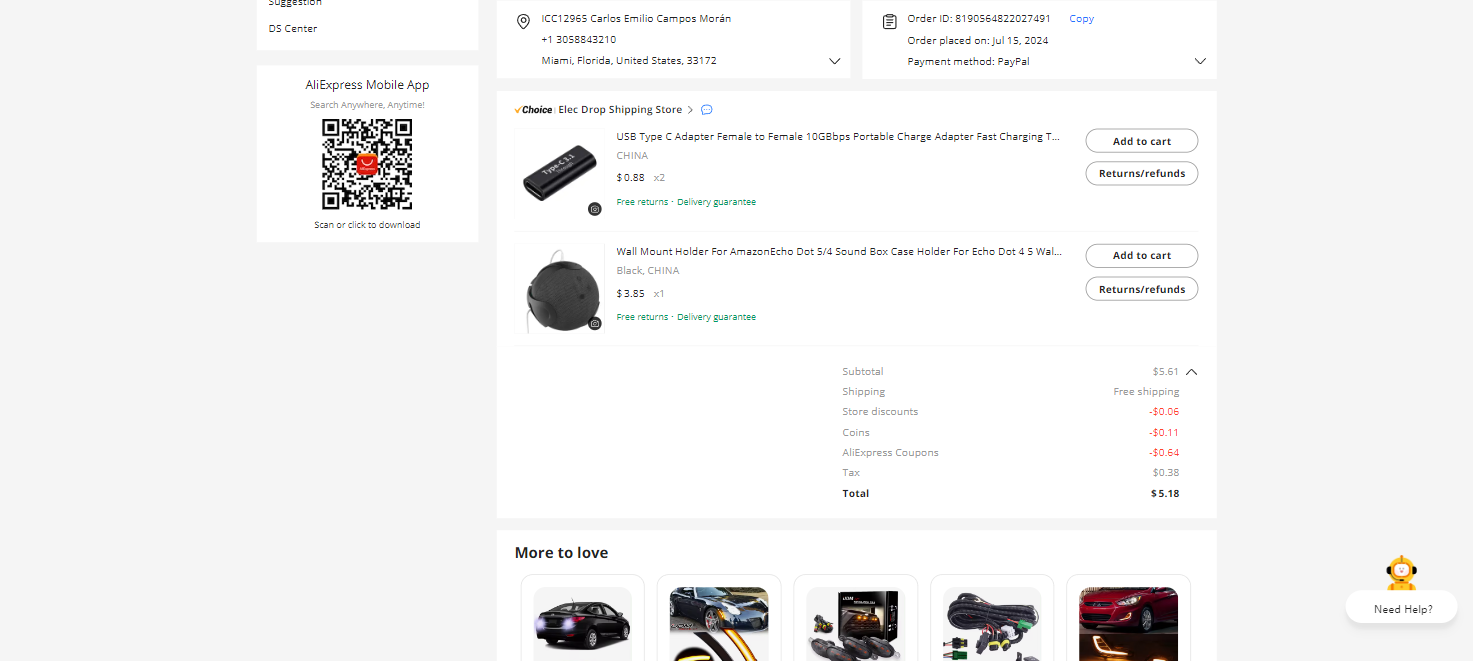 Suggestion
DS Center
AliExpress Mobile App
Search Anywhere, Anytime!
Scan or click to download
ICC12965 Carlos Emilio Campos Morán
+1 3058843210
Miami, Florida, United States, 33172
Order ID: 8190564822027491 Copy
Order placed on: Jul 15, 2024
Payment method: PayPal
Choice Elec Drop Shipping Store
USB Type C Adapter Female to Female 10GBbps Portable Charge Adapter Fast Charging T...
CHINA
$0.88 x2
Free returns · Delivery guarantee
Add to cart
Returns/refunds
Type-C 3.1
Wall Mount Holder For AmazonEcho Dot 5/4 Sound Box Case Holder For Echo Dot 4 5 Wal...
Black, CHINA
$3.85 x1
Free returns · Delivery guarantee
Add to cart
Returns/refunds
Subtotal $5.61
Shipping Free shipping
Store discounts -$0.06
Coins -$0.11
AliExpress Coupons -$0.64
Tax $0.38
Total $5.18
More to love
Need Help?